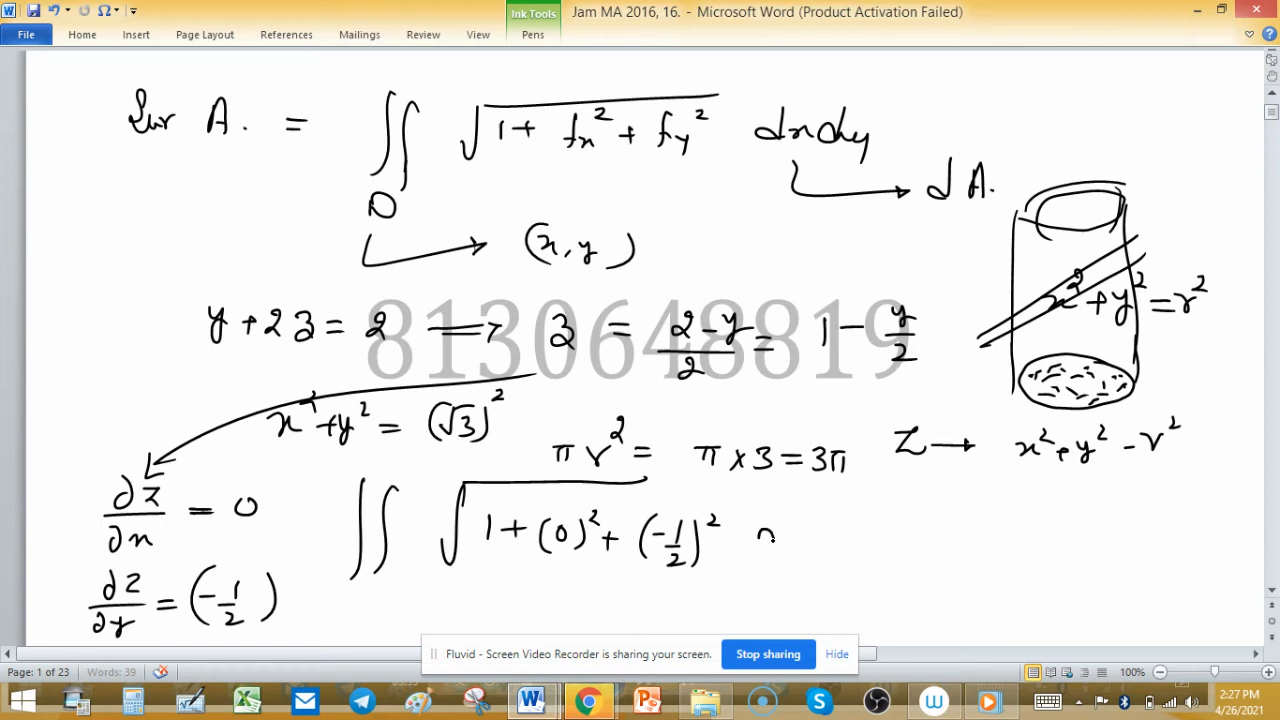 Ink Tools
Jam MA 2016, 16. - Microsoft Word (Product Activation Failed)
File Home Insert Page Layout References Mailings Review View Pens
Sur A. = ∬ √(1 + fx² + fy²) dxdy
D
→ dA.
→ (x, y)
x² + y² = r²
y + 2z = 2 ⟹ z = (2-y)/2 = 1 - y/2
8130648819
x² + y² = (√3)²
πr² = π × 3 = 3π
Z → x² + y² - r²
∂z/∂x = 0
∬ √(1 + (0)² + (-1/2)²)
∂z/∂y = (-1/2)
Fluvid - Screen Video Recorder is sharing your screen. Stop sharing Hide
Page: 1 of 23 Words: 39 100%
2:27 PM
4/26/2021